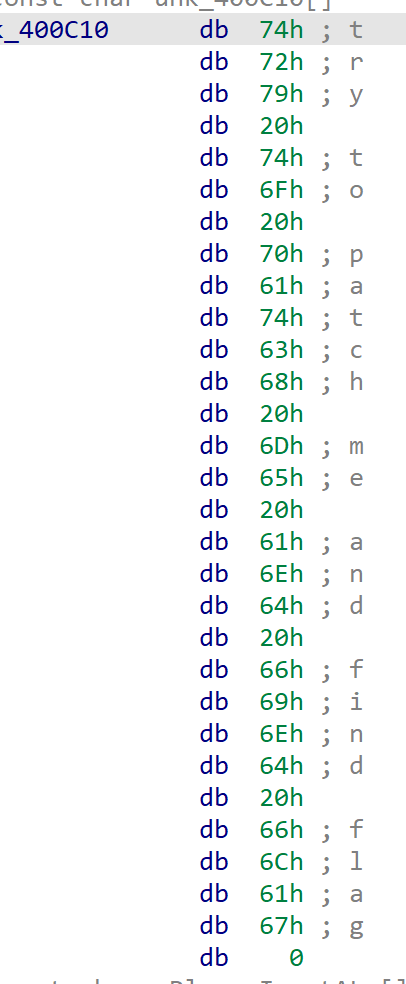 const char unk_400C10[]
k_400C10 db 74h ; t
db 72h ; r
db 79h ; y
db 20h
db 74h ; t
db 6Fh ; o
db 20h
db 70h ; p
db 61h ; a
db 74h ; t
db 63h ; c
db 68h ; h
db 20h
db 6Dh ; m
db 65h ; e
db 20h
db 61h ; a
db 6Eh ; n
db 64h ; d
db 20h
db 66h ; f
db 69h ; i
db 6Eh ; n
db 64h ; d
db 20h
db 66h ; f
db 6Ch ; l
db 61h ; a
db 67h ; g
db 0